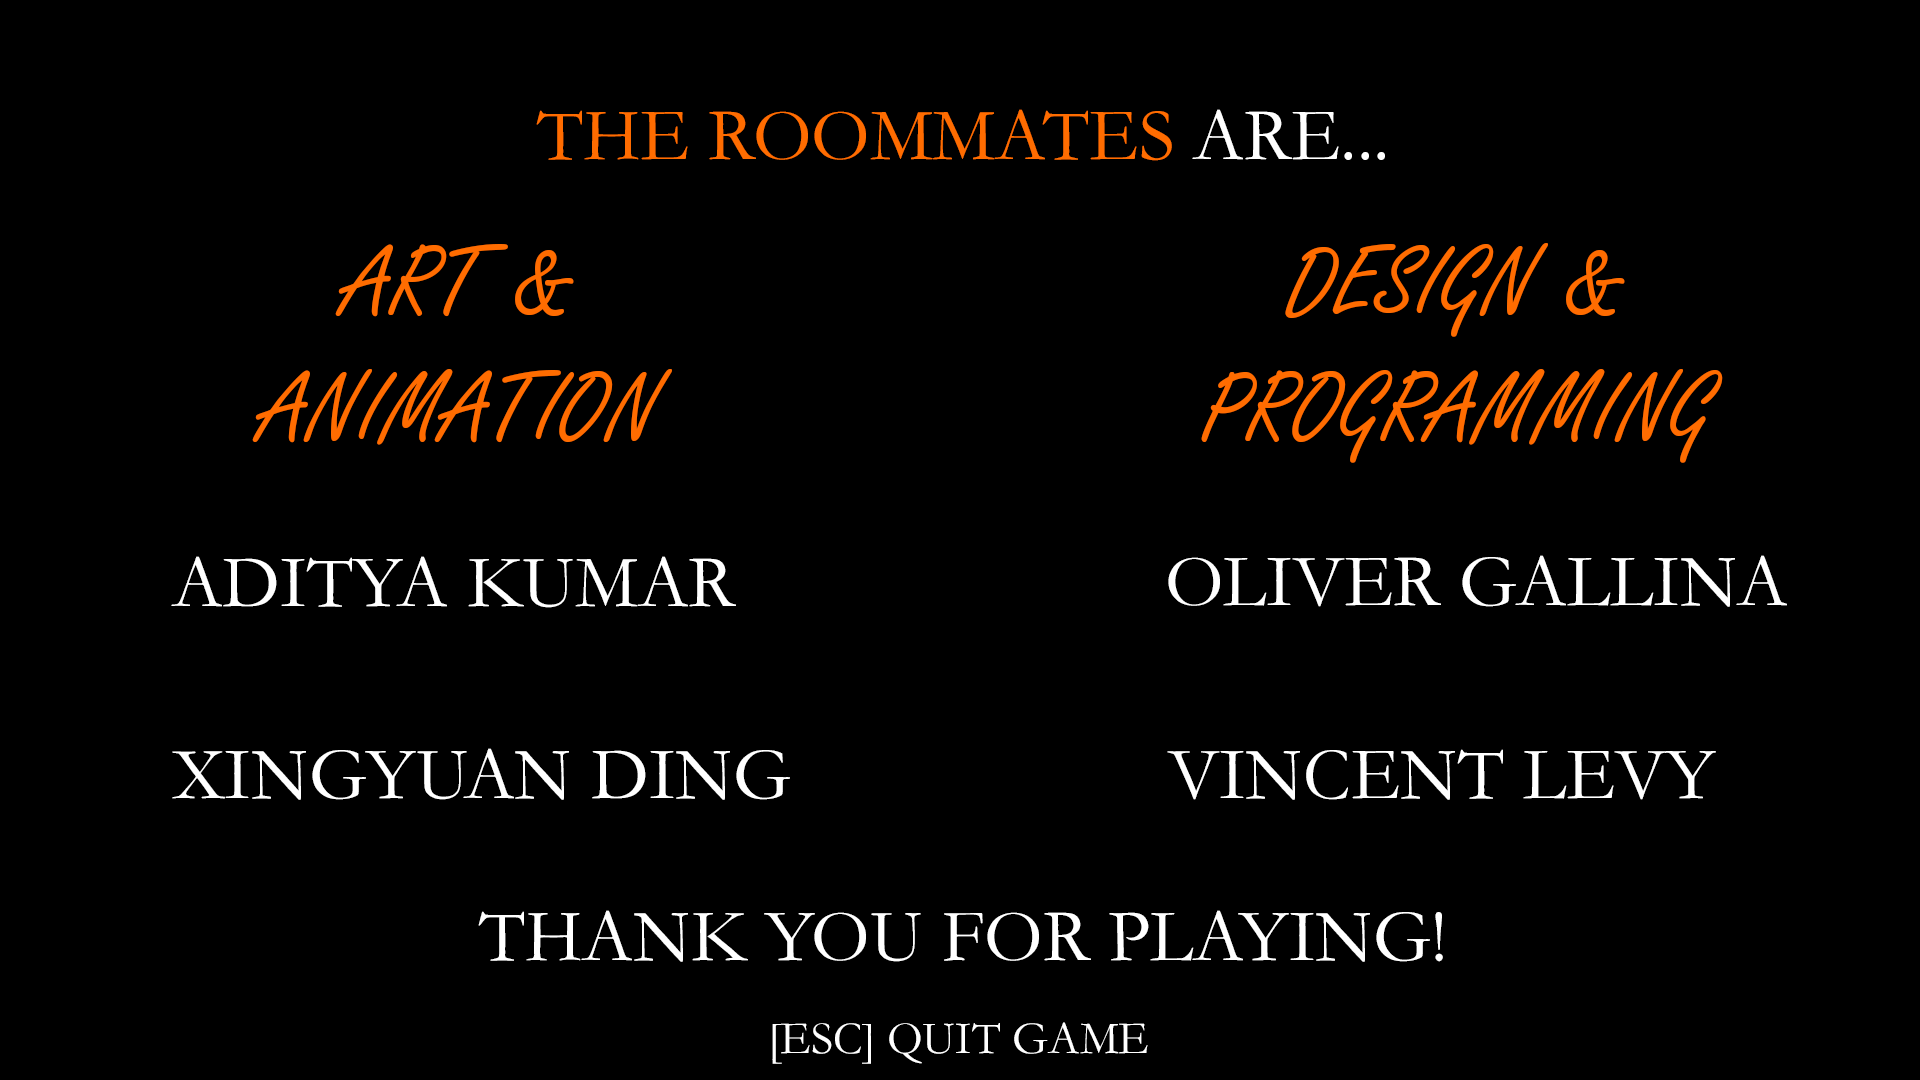 THE ROOMMATES ARE...
ART &
ANIMATION
DESIGN &
PROGRAMMING
ADITYA KUMAR
OLIVER GALLINA
XINGYUAN DING
VINCENT LEVY
THANK YOU FOR PLAYING!
[ESC] QUIT GAME